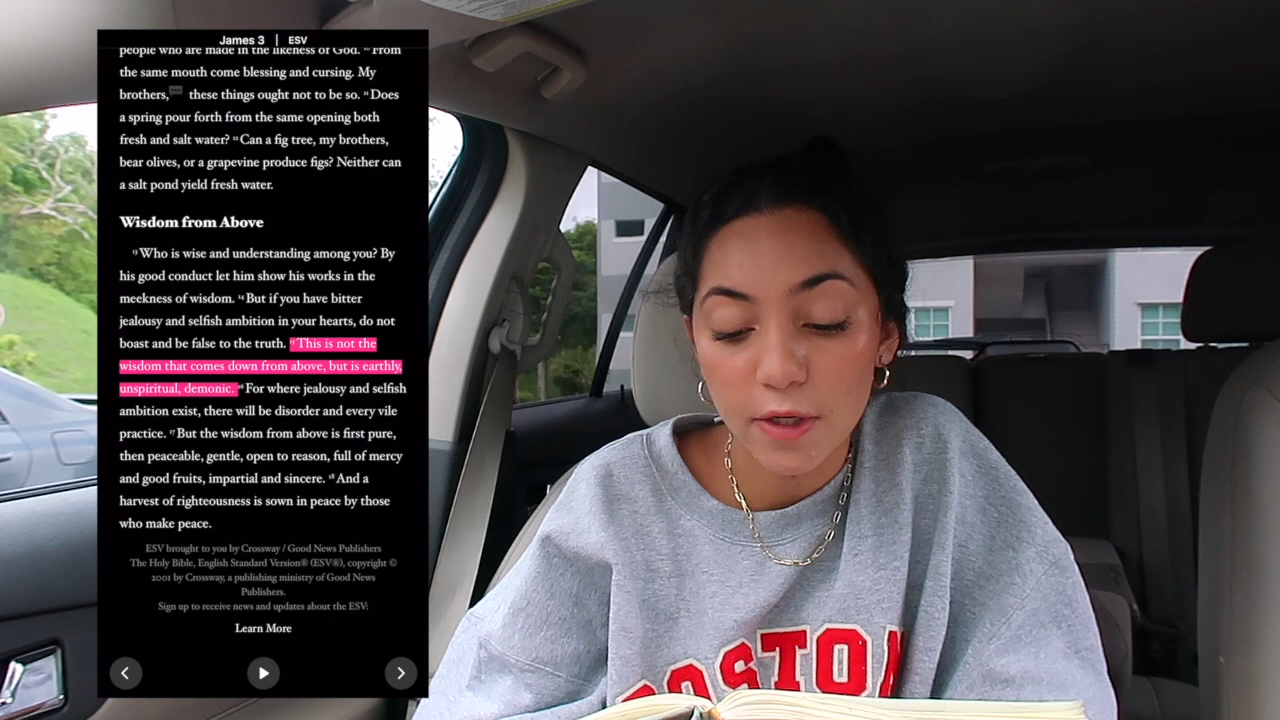 James 3 | ESV
people who are made in the likeness of God. ¹⁰ From
the same mouth come blessing and cursing. My
brothers, these things ought not to be so. ¹¹ Does
a spring pour forth from the same opening both
fresh and salt water? ¹² Can a fig tree, my brothers,
bear olives, or a grapevine produce figs? Neither can
a salt pond yield fresh water.
Wisdom from Above
¹³ Who is wise and understanding among you? By
his good conduct let him show his works in the
meekness of wisdom. ¹⁴ But if you have bitter
jealousy and selfish ambition in your hearts, do not
boast and be false to the truth. ¹⁵ This is not the
wisdom that comes down from above, but is earthly,
unspiritual, demonic. ¹⁶ For where jealousy and selfish
ambition exist, there will be disorder and every vile
practice. ¹⁷ But the wisdom from above is first pure,
then peaceable, gentle, open to reason, full of mercy
and good fruits, impartial and sincere. ¹⁸ And a
harvest of righteousness is sown in peace by those
who make peace.
ESV brought to you by Crossway / Good News Publishers
The Holy Bible, English Standard Version® (ESV®), copyright ©
2001 by Crossway, a publishing ministry of Good News
Publishers.
Sign up to receive news and updates about the ESV:
Learn More
BOSTON